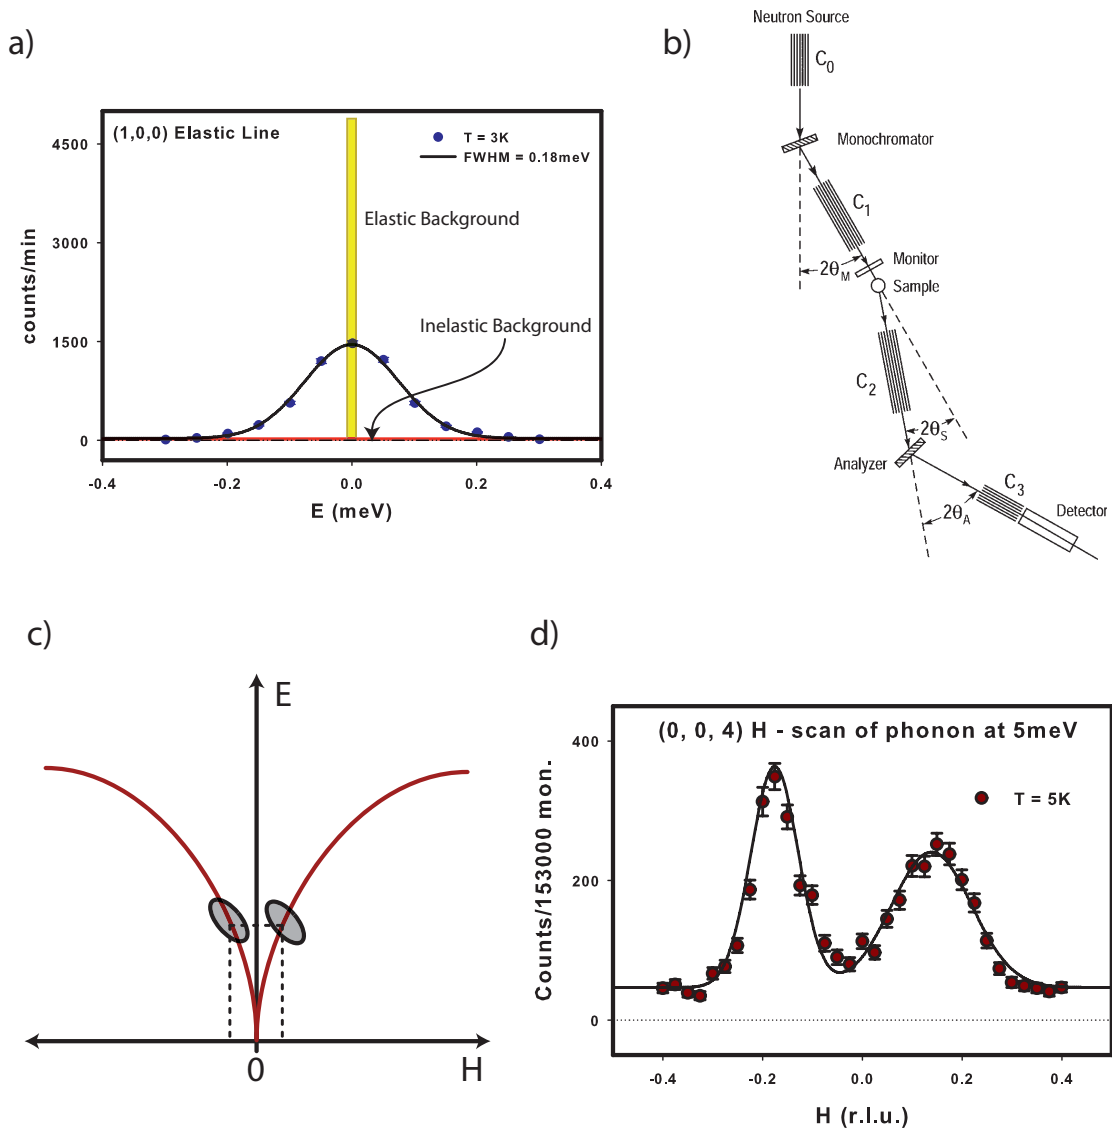 a)
(1,0,0) Elastic Line
T = 3K
FWHM = 0.18meV
Elastic Background
Inelastic Background
counts/min
4500
3000
1500
0
-0.4
-0.2
0.0
0.2
0.4
E (meV)
b)
Neutron Source
C0
Monochromator
C1
2θM
Monitor
Sample
C2
2θS
Analyzer
C3
2θA
Detector
c)
E
0
H
d)
(0, 0, 4) H - scan of phonon at 5meV
T = 5K
Counts/153000 mon.
400
200
0
-0.4
-0.2
0.0
0.2
0.4
H (r.l.u.)